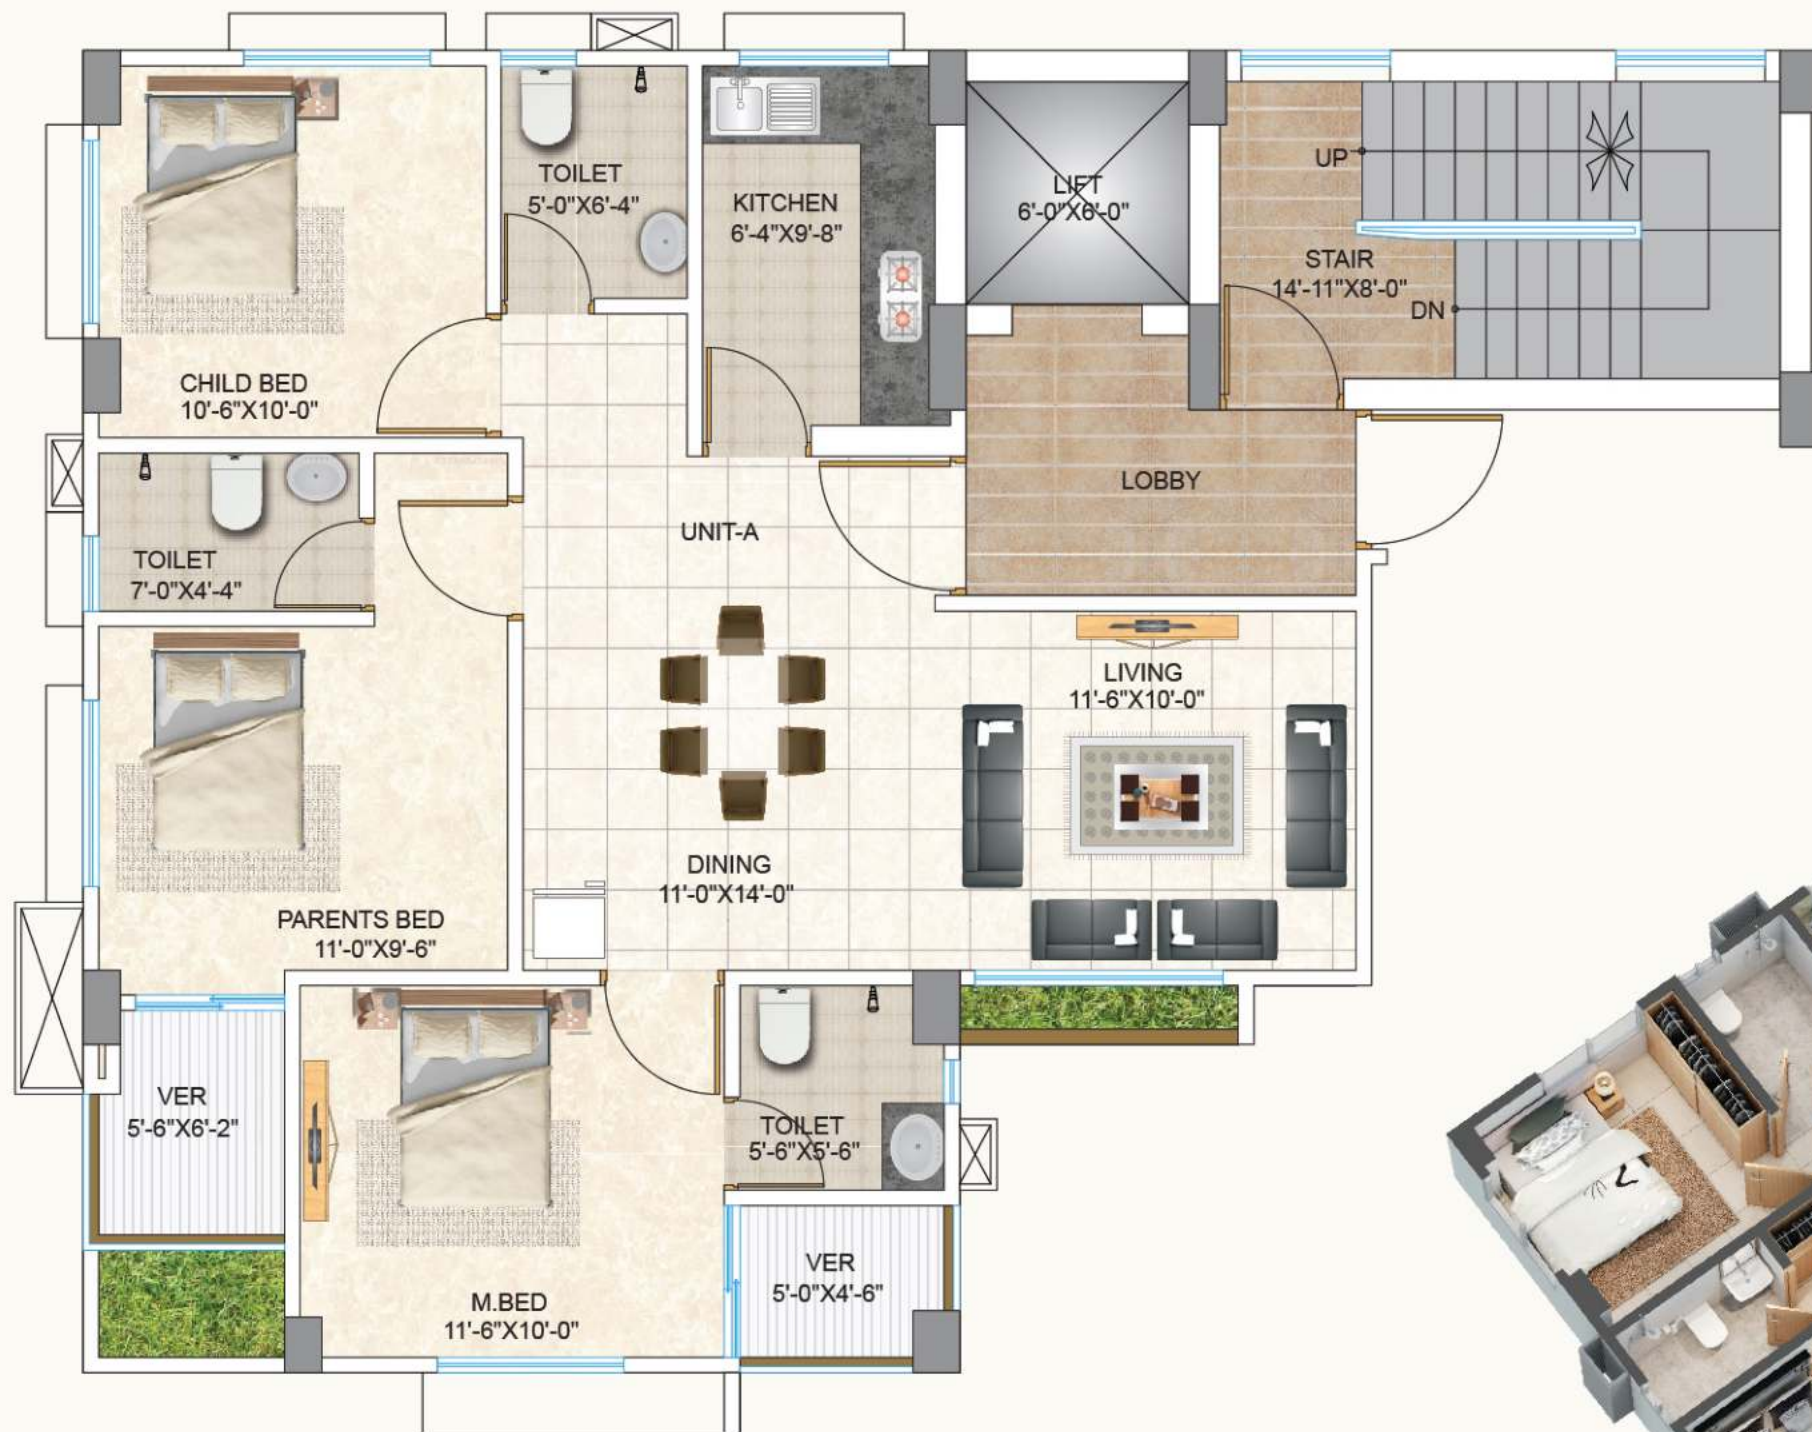 TOILET
5'-0"X6'-4"
KITCHEN
6'-4"X9'-8"
LIFT
6'-0"X6'-0"
UP
STAIR
14'-11"X8'-0"
DN
CHILD BED
10'-6"X10'-0"
LOBBY
UNIT-A
TOILET
7'-0"X4'-4"
LIVING
11'-6"X10'-0"
DINING
11'-0"X14'-0"
PARENTS BED
11'-0"X9'-6"
VER
5'-6"X6'-2"
TOILET
5'-6"X5'-6"
VER
5'-0"X4'-6"
M.BED
11'-6"X10'-0"